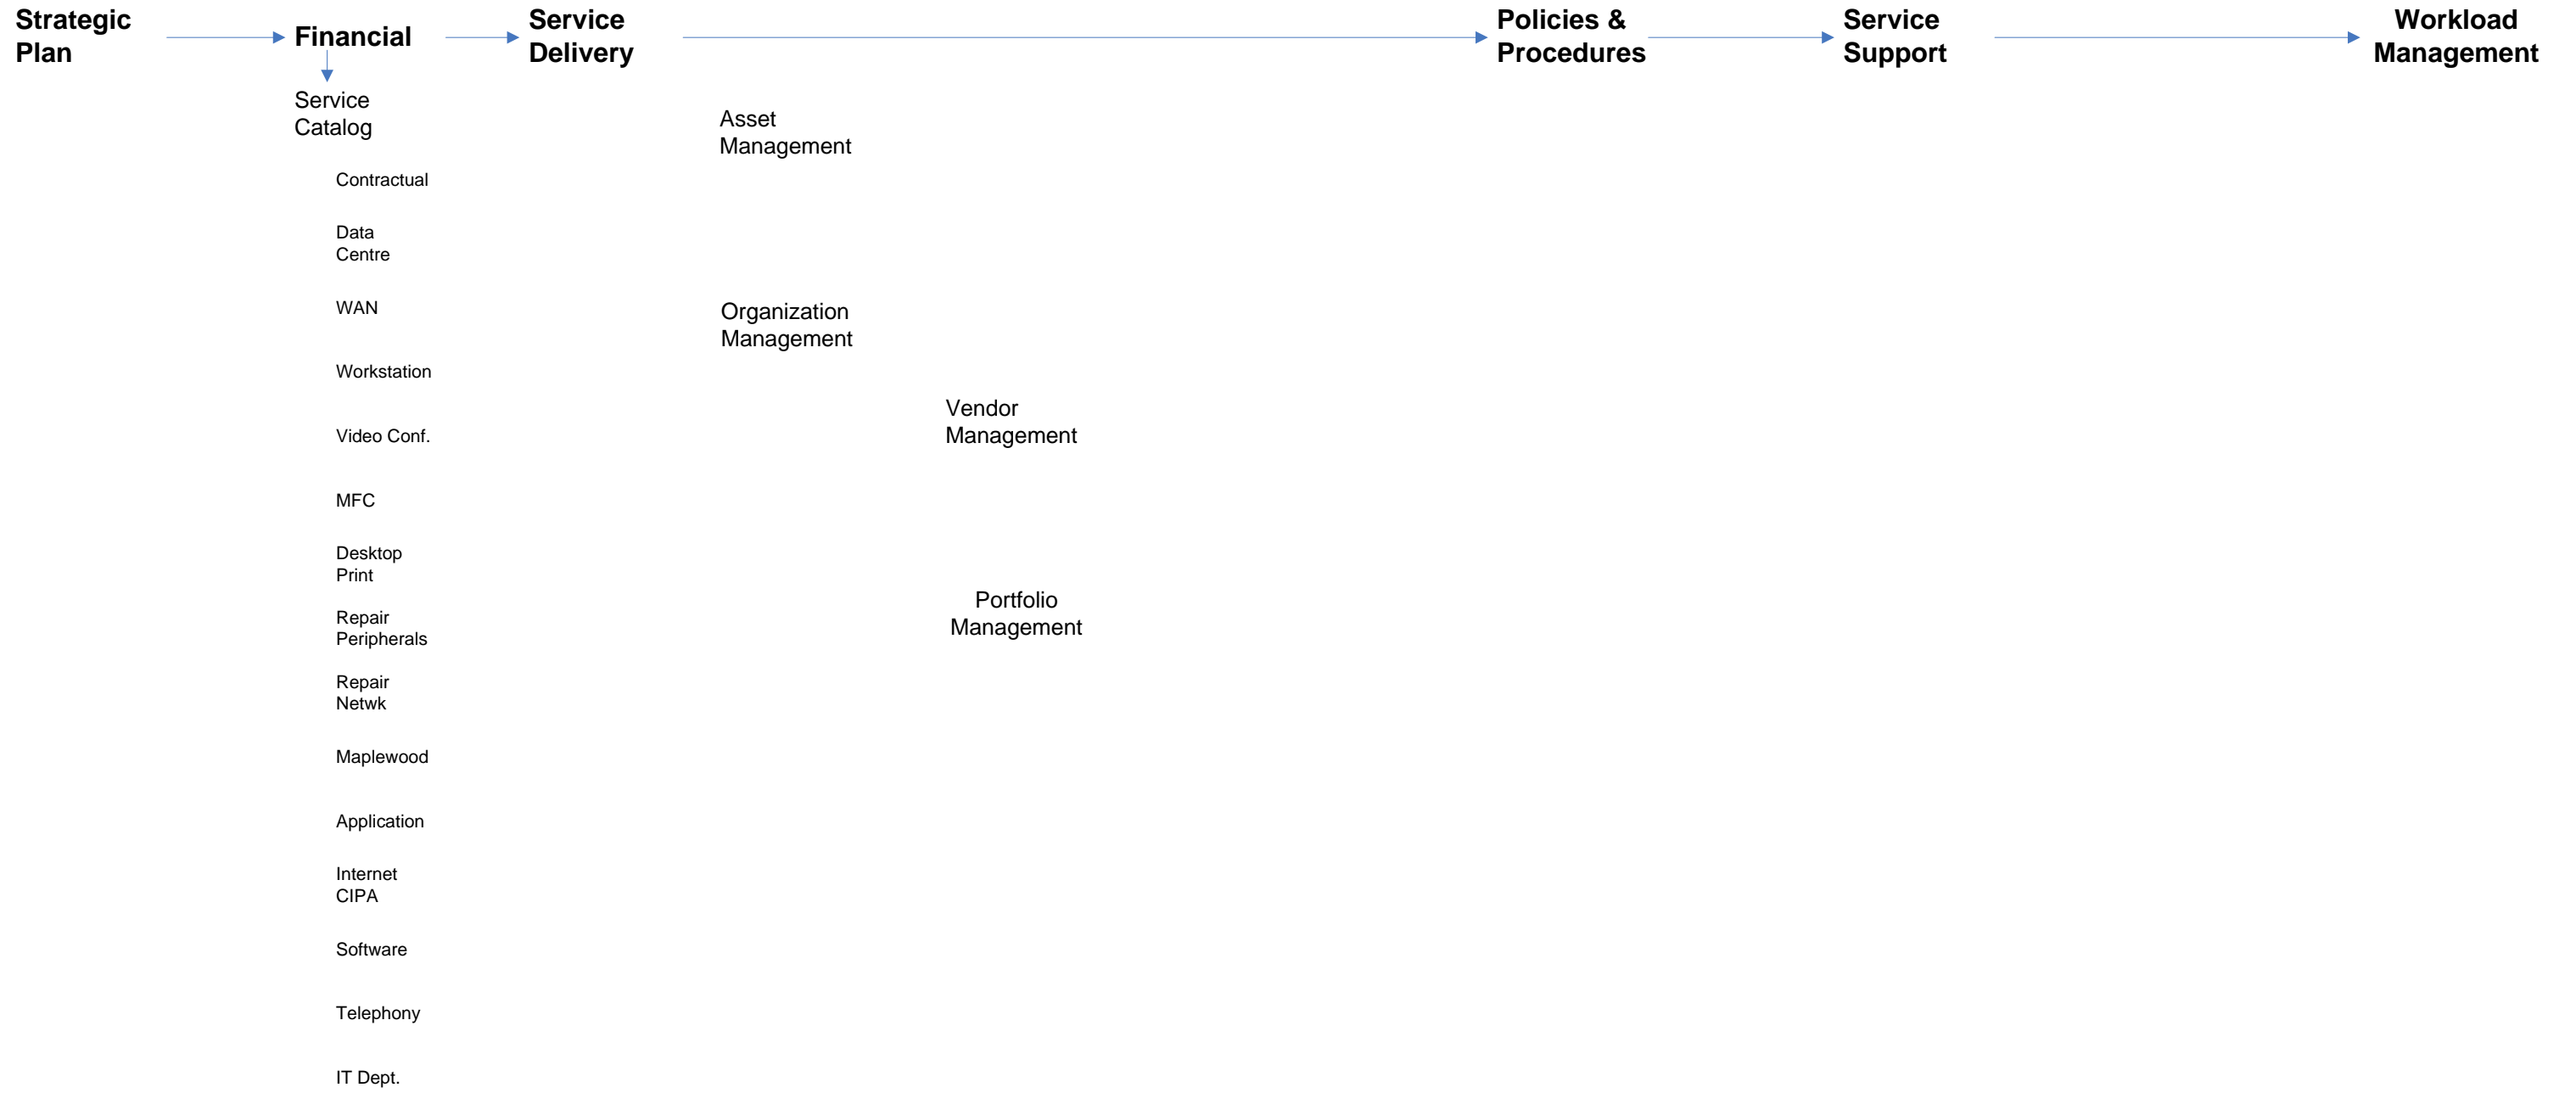 Strategic
Plan
Financial
Service
Delivery
Policies &
Procedures
Service
Support
Workload
Management
Service
Catalog
Contractual
Data
Centre
WAN
Workstation
Video Conf.
MFC
Desktop
Print
Repair
Peripherals
Repair
Netwk
Maplewood
Application
Internet
CIPA
Software
Telephony
IT Dept.
Asset
Management
Organization
Management
Vendor
Management
Portfolio
Management